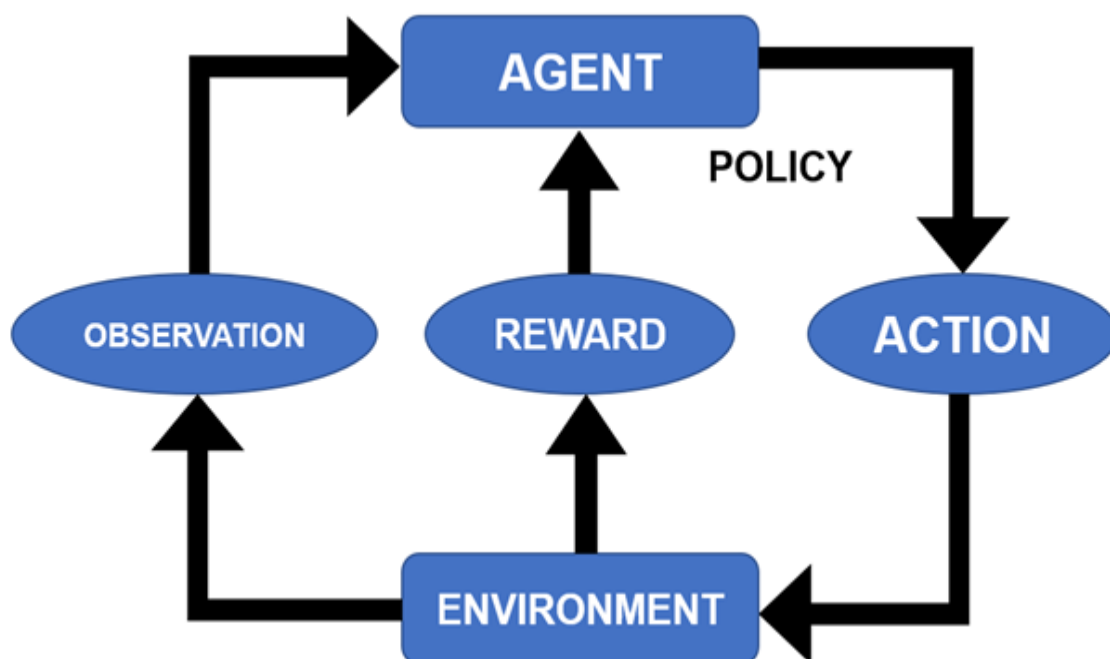 AGENT
POLICY
OBSERVATION
REWARD
ACTION
ENVIRONMENT